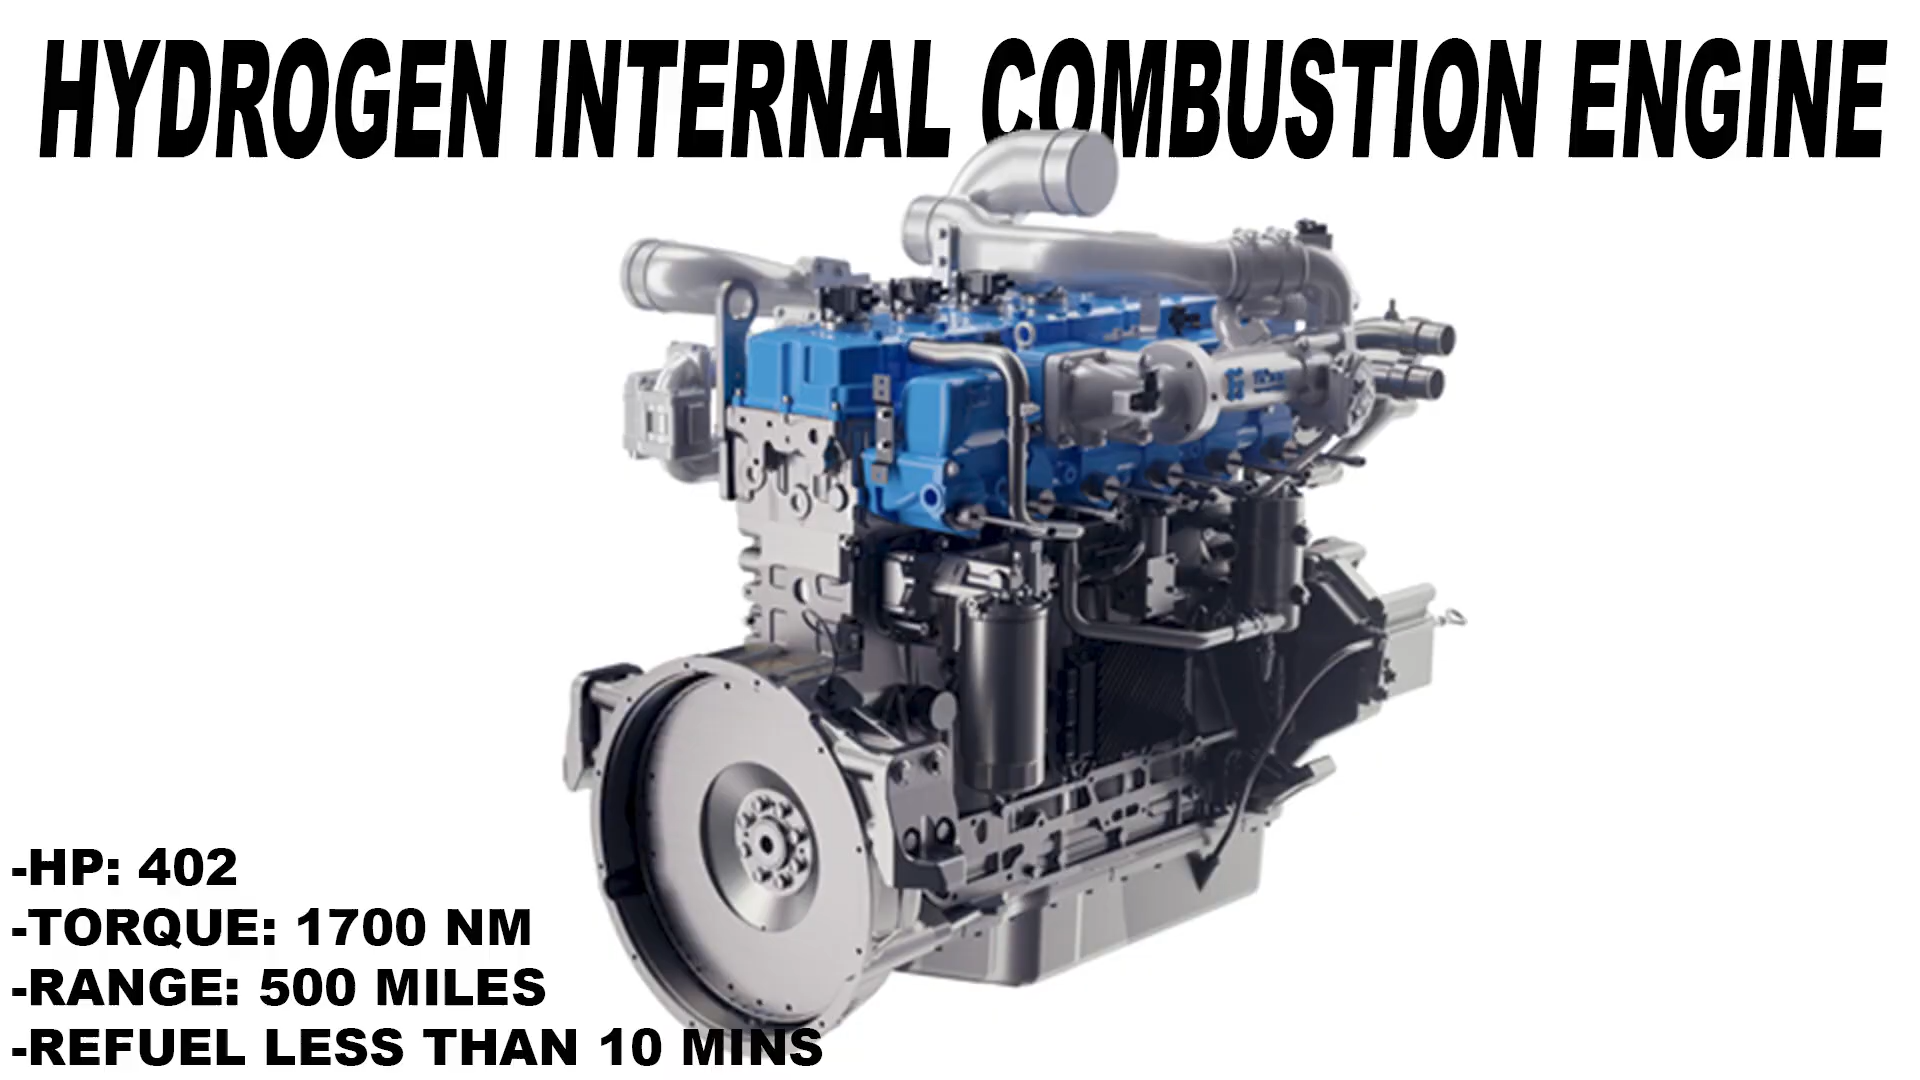 HYDROGEN INTERNAL COMBUSTION ENGINE
-HP: 402
-TORQUE: 1700 NM
-RANGE: 500 MILES
-REFUEL LESS THAN 10 MINS